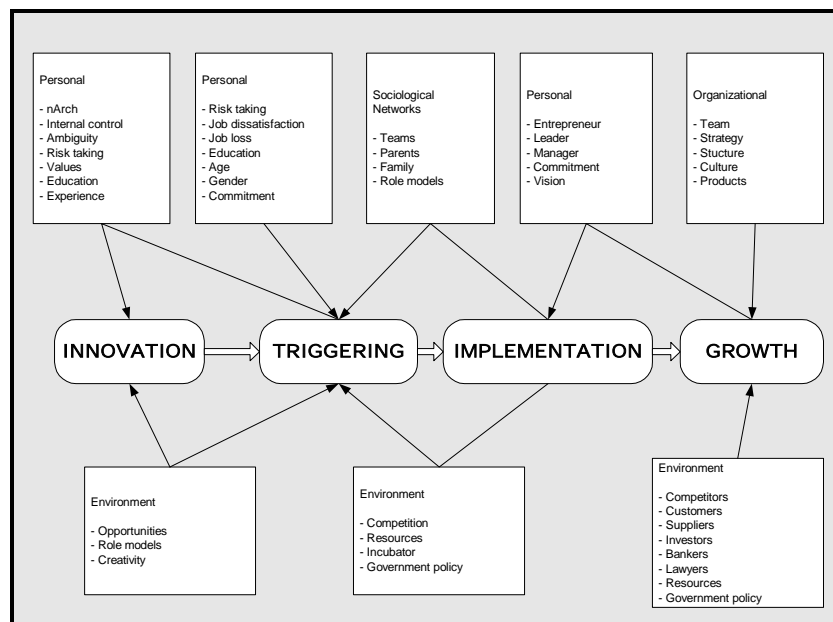 Personal
- nArch
- Internal control
- Ambiguity
- Risk taking
- Values
- Education
- Experience
Personal
- Risk taking
- Job dissatisfaction
- Job loss
- Education
- Age
- Gender
- Commitment
Sociological
Networks
- Teams
- Parents
- Family
- Role models
Personal
- Entrepreneur
- Leader
- Manager
- Commitment
- Vision
Organizational
- Team
- Strategy
- Stucture
- Culture
- Products
INNOVATION
TRIGGERING
IMPLEMENTATION
GROWTH
Environment
- Opportunities
- Role models
- Creativity
Environment
- Competition
- Resources
- Incubator
- Government policy
Environment
- Competitors
- Customers
- Suppliers
- Investors
- Bankers
- Lawyers
- Resources
- Government policy